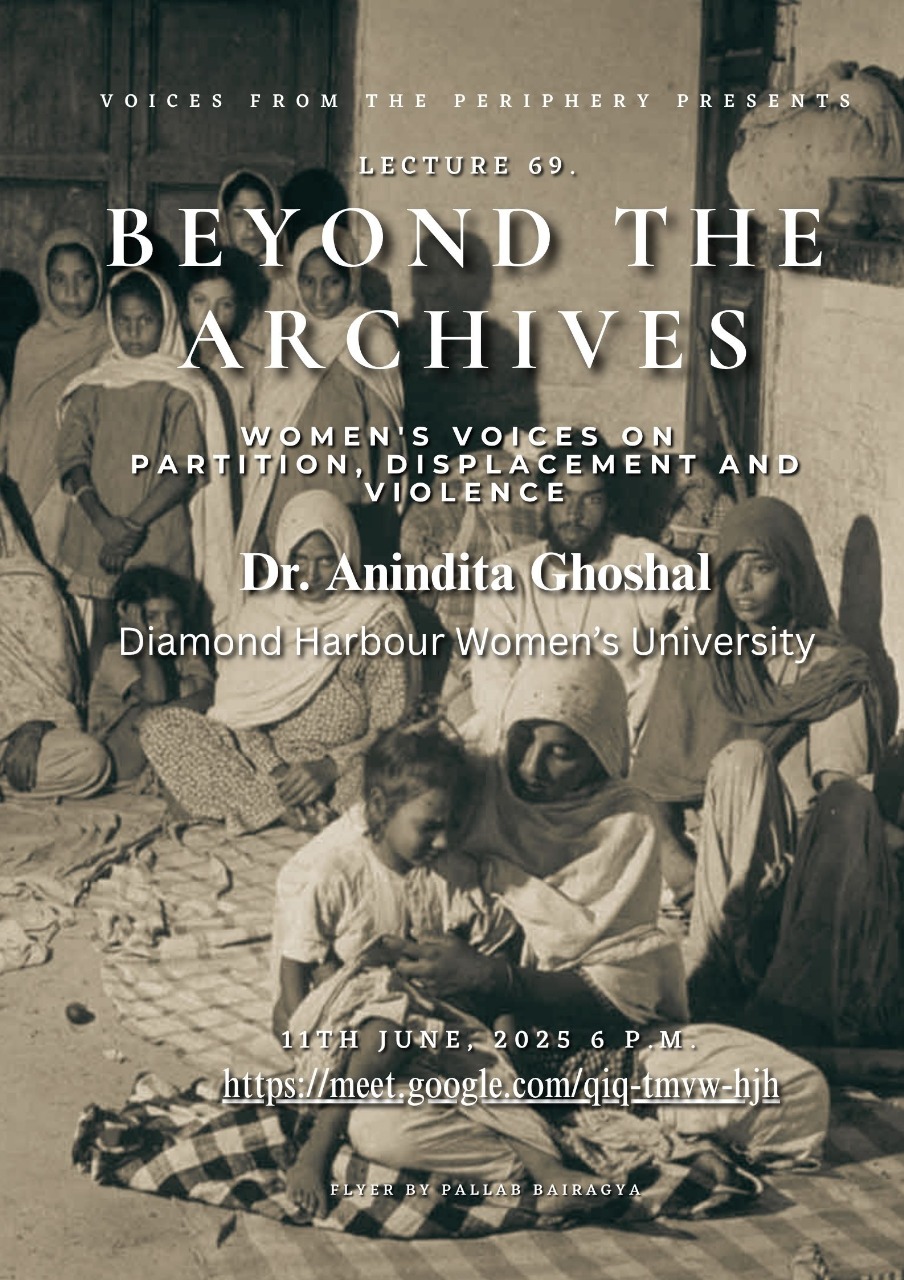 VOICES FROM THE PERIPHERY PRESENTS
LECTURE 69.
BEYOND THE
ARCHIVES
WOMEN'S VOICES ON
PARTITION, DISPLACEMENT AND
VIOLENCE
Dr. Anindita Ghoshal
Diamond Harbour Women’s University
11TH JUNE, 2025 6 P.M.
https://meet.google.com/qiq-tmvw-hjh
FLYER BY PALLAB BAIRAGYA